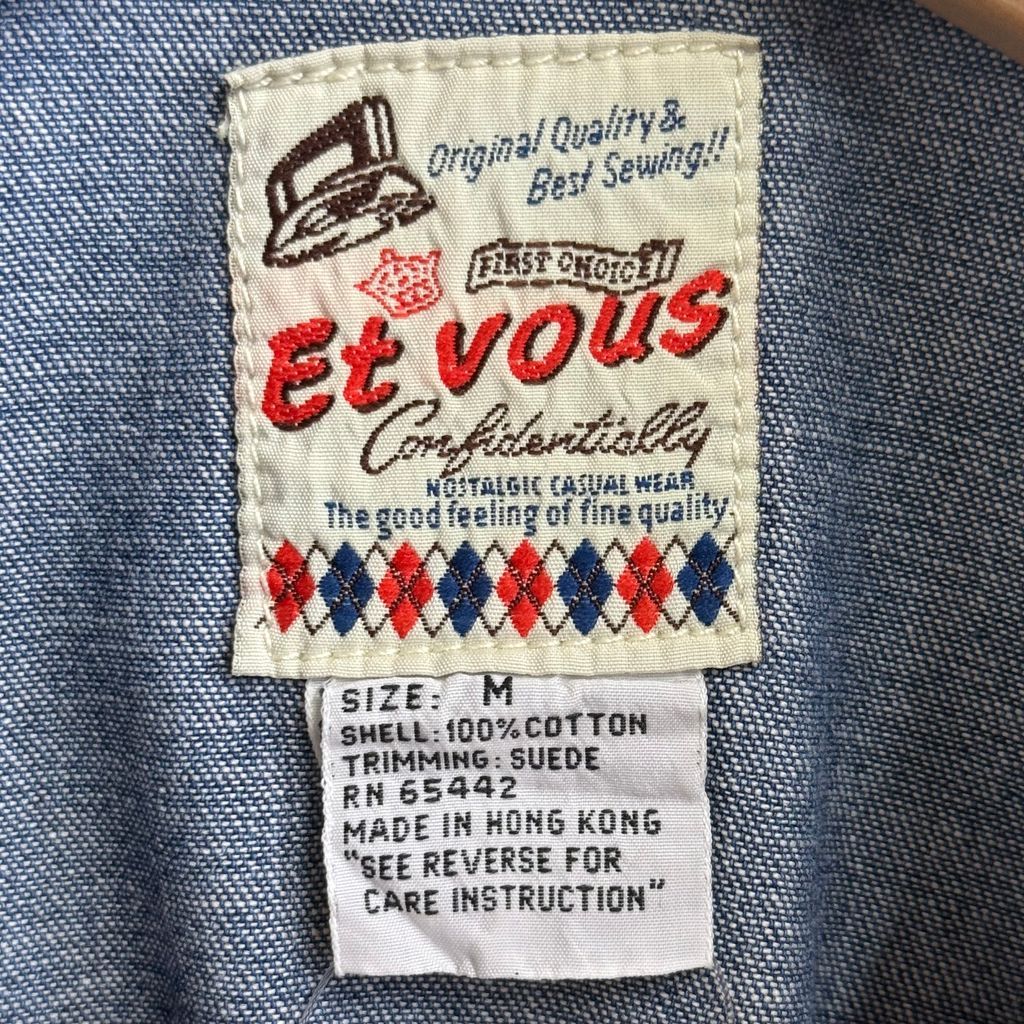 Original Quality &
Best Sewing!!
FIRST CHOICE!
Et vous
Confidentially
NOSTALGIC CASUAL WEAR
The good feeling of fine quality.
SIZE: M
SHELL: 100% COTTON
TRIMMING: SUEDE
RN 65442
MADE IN HONG KONG
"SEE REVERSE FOR
CARE INSTRUCTION"